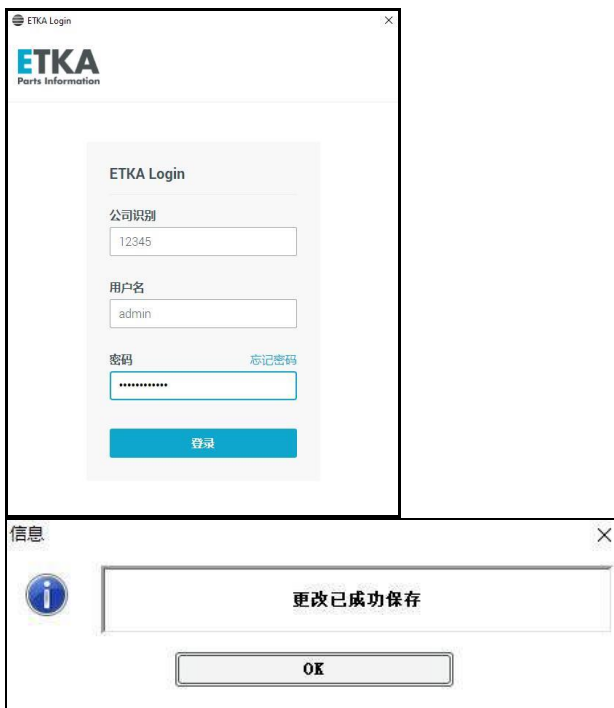 ETKA Login
ETKA
Parts Information
ETKA Login
公司识别
12345
用户名
admin
密码 忘记密码
••••••••••••
登录
信息
更改已成功保存
OK